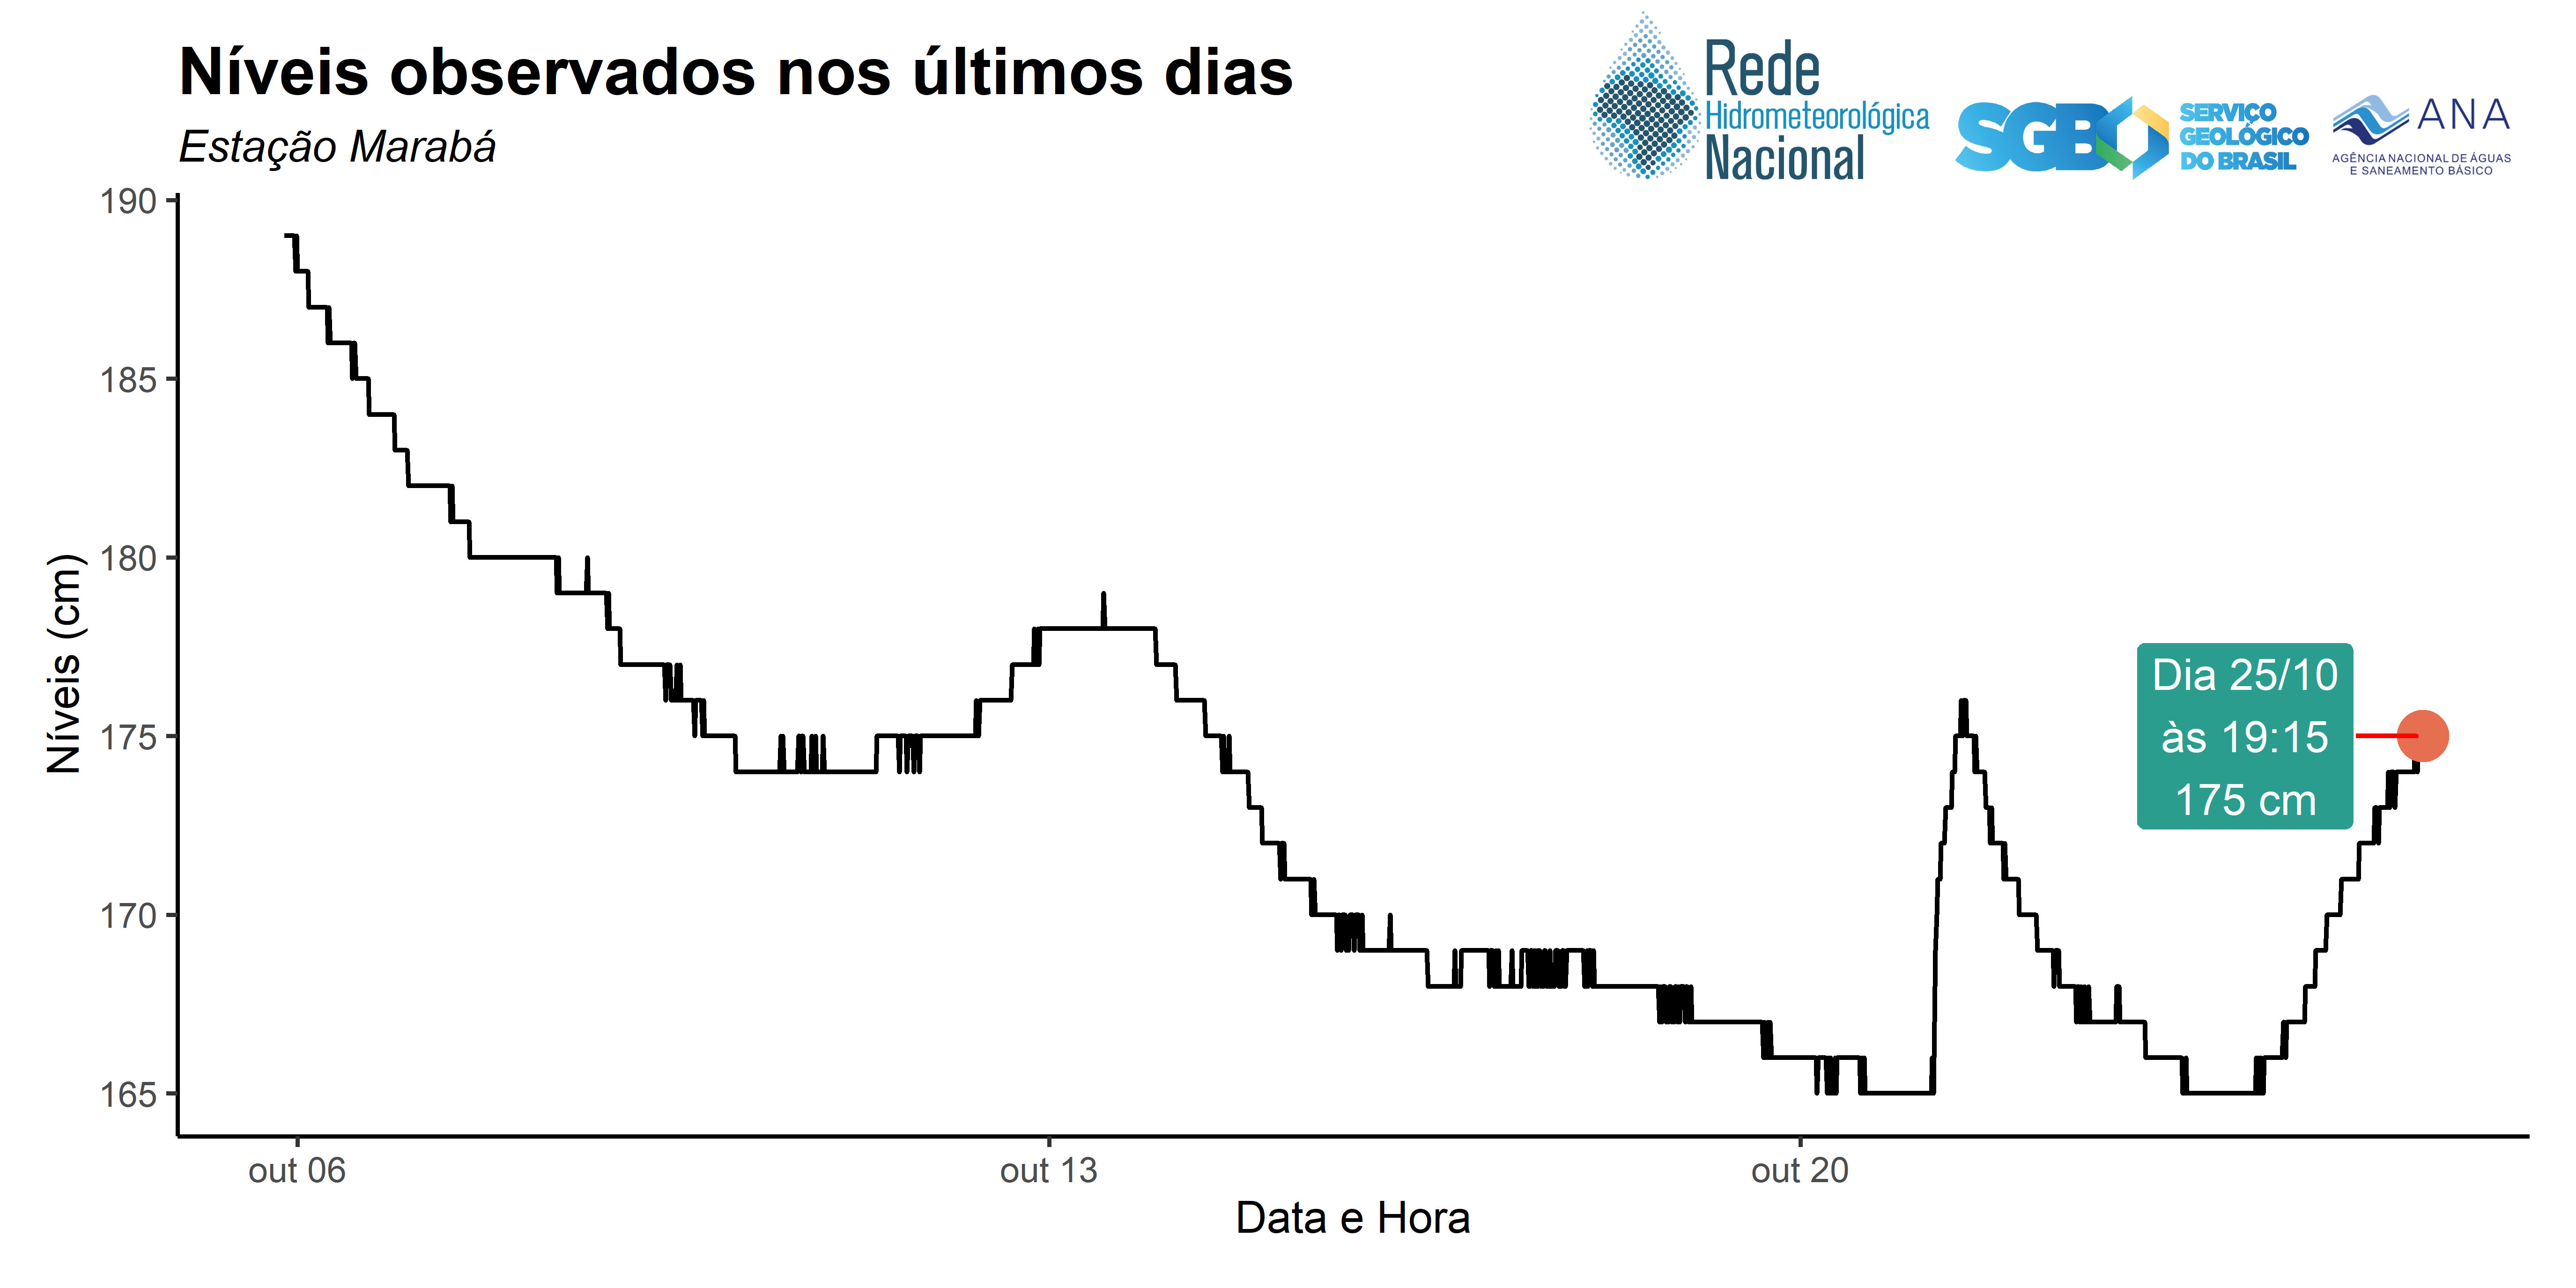 Níveis observados nos últimos dias
Estação Marabá
Rede
Hidrometeorológica
Nacional
SGB
SERVIÇO
GEOLÓGICO
DO BRASIL
ANA
AGÊNCIA NACIONAL DE ÁGUAS
E SANEAMENTO BÁSICO
Níveis (cm)
190
185
180
175
170
165
Dia 25/10
às 19:15
175 cm
out 06
out 13
out 20
Data e Hora